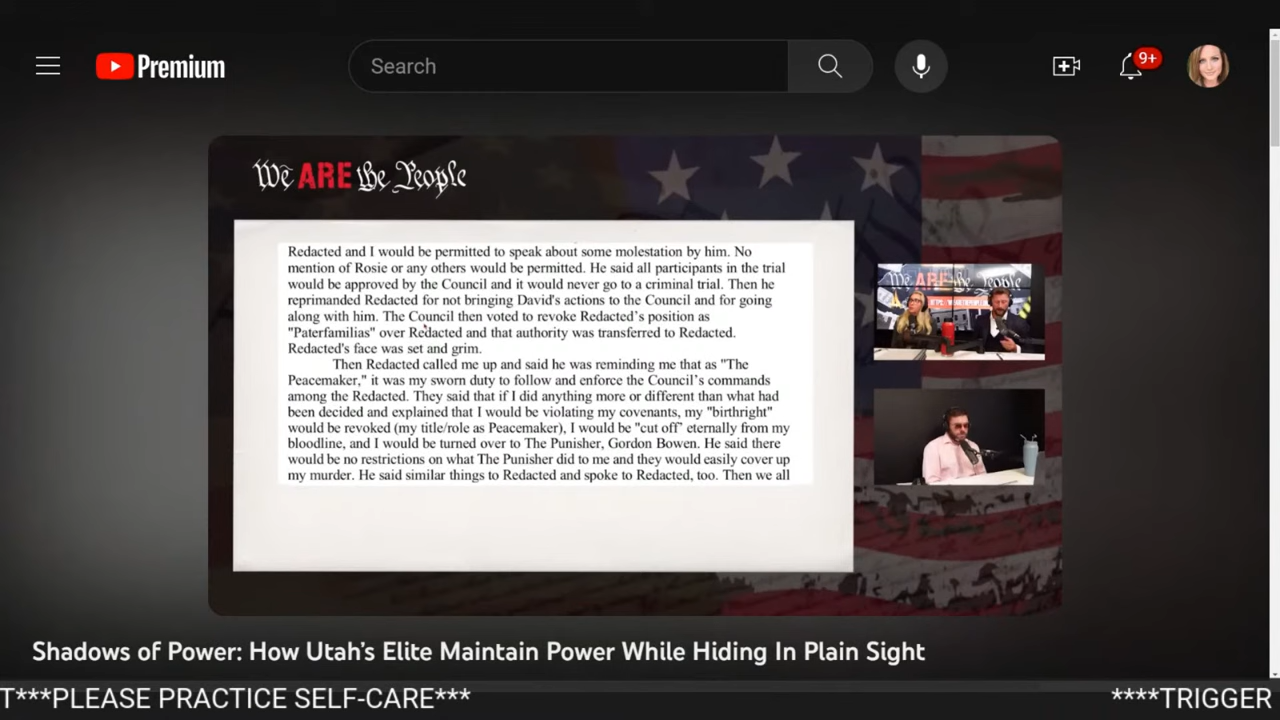 Premium
Search
9+
We ARE the People
Redacted and I would be permitted to speak about some molestation by him. No
mention of Rosie or any others would be permitted. He said all participants in the trial
would be approved by the Council and it would never go to a criminal trial. Then he
reprimanded Redacted for not bringing David's actions to the Council and for going
along with him. The Council then voted to revoke Redacted's position as
"Paterfamilias" over Redacted and that authority was transferred to Redacted.
Redacted's face was set and grim.
Then Redacted called me up and said he was reminding me that as "The
Peacemaker," it was my sworn duty to follow and enforce the Council's commands
among the Redacted. They said that if I did anything more or different than what had
been decided and explained that I would be violating my covenants, my "birthright"
would be revoked (my title/role as Peacemaker), I would be "cut off" eternally from my
bloodline, and I would be turned over to The Punisher, Gordon Bowen. He said there
would be no restrictions on what The Punisher did to me and they would easily cover up
my murder. He said similar things to Redacted and spoke to Redacted, too. Then we all
We ARE the People
Shadows of Power: How Utah's Elite Maintain Power While Hiding In Plain Sight
T***PLEASE PRACTICE SELF-CARE*** ****TRIGGER